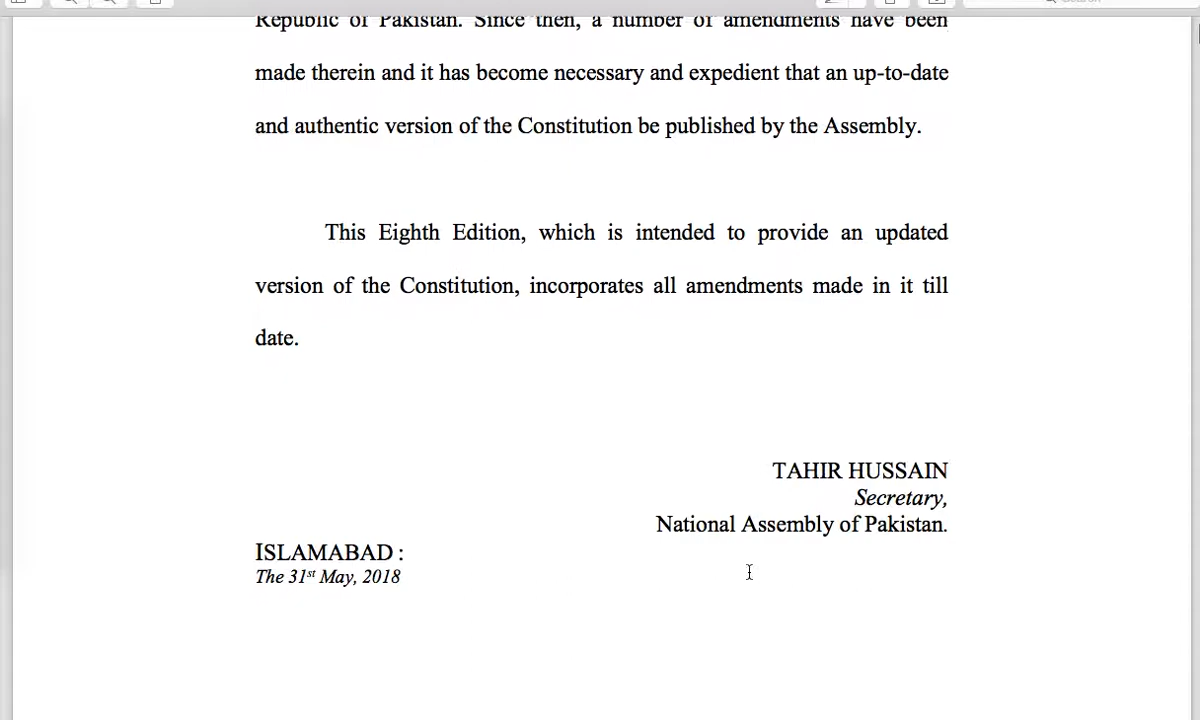 Republic of Pakistan. Since then, a number of amendments have been
made therein and it has become necessary and expedient that an up-to-date
and authentic version of the Constitution be published by the Assembly.
This Eighth Edition, which is intended to provide an updated
version of the Constitution, incorporates all amendments made in it till
date.
TAHIR HUSSAIN
Secretary,
National Assembly of Pakistan.
ISLAMABAD :
The 31st May, 2018